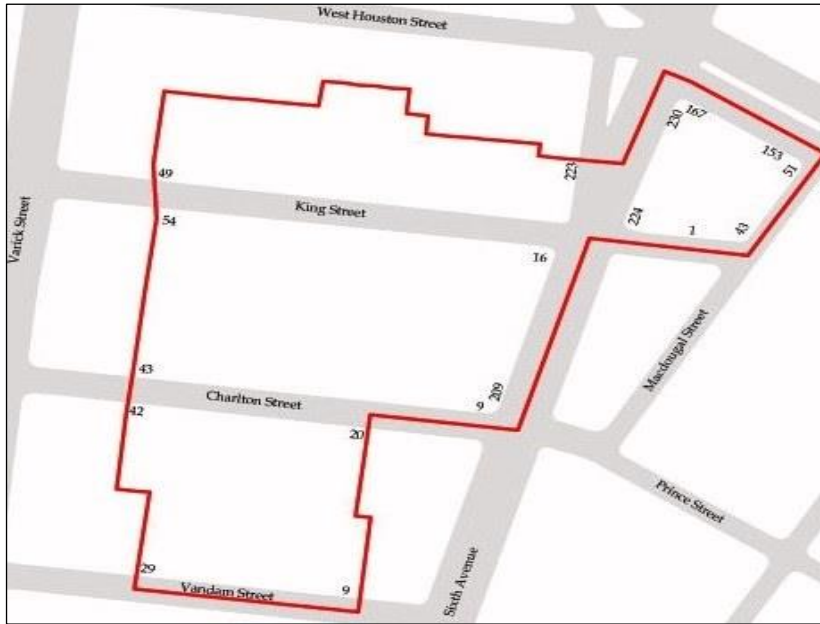 West Houston Street
230
167
153
51
49
223
King Street
54
224
1
43
16
Varick Street
43
Macdougal Street
Charlton Street
9
209
42
20
Prince Street
29
Vandam Street
9
Sixth Avenue